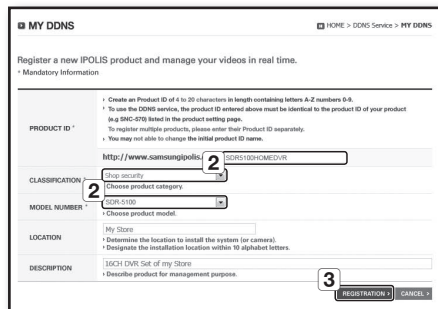 MY DDNS
HOME > DDNS Service > MY DDNS
Register a new IPOLIS product and manage your videos in real time.
* Mandatory Information
PRODUCT ID *
› Create an Product ID of 4 to 20 characters in length containing letters A-Z numbers 0-9.
› To use the DDNS service, the product ID entered above must be identical to the product ID of your product
(e.g SNC-570) listed in the product setting page.
To register multiple products, please enter their Product ID separately.
› You may not able to change the initial product ID name.
http://www.samsungipolis. 2 SDR5100HOMEDVR
CLASSIFICATION *
Shop security
Choose product category.
2
MODEL NUMBER *
SDR-5100
› Choose product model.
LOCATION
My Store
› Determine the location to install the system (or camera).
› Designate the installation location within 10 alphabet letters.
DESCRIPTION
16CH DVR Set of my Store
› Describe product for management purpose.
3
REGISTRATION ›
CANCEL ›